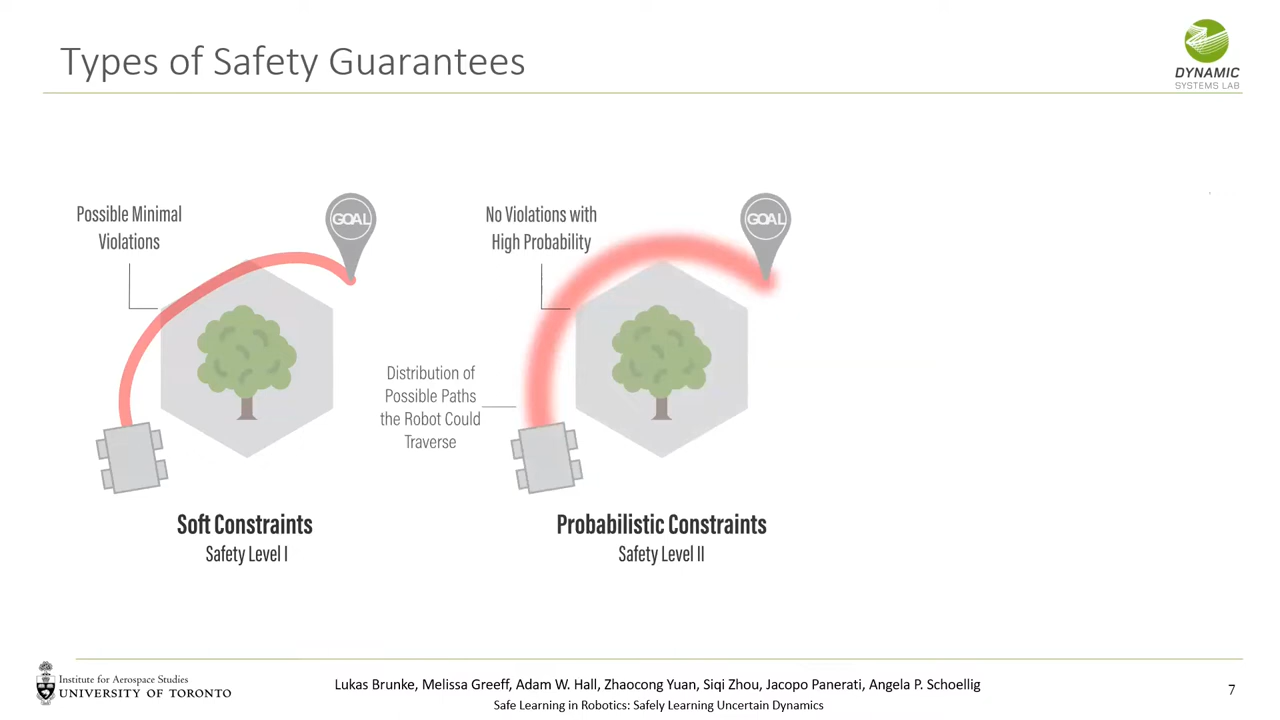 Types of Safety Guarantees
DYNAMIC
SYSTEMS LAB
Possible Minimal
Violations
GOAL
No Violations with
High Probability
GOAL
Distribution of
Possible Paths
the Robot Could
Traverse
Soft Constraints
Safety Level I
Probabilistic Constraints
Safety Level II
Institute for Aerospace Studies
UNIVERSITY OF TORONTO
Lukas Brunke, Melissa Greeff, Adam W. Hall, Zhaocong Yuan, Siqi Zhou, Jacopo Panerati, Angela P. Schoellig
Safe Learning in Robotics: Safely Learning Uncertain Dynamics
7